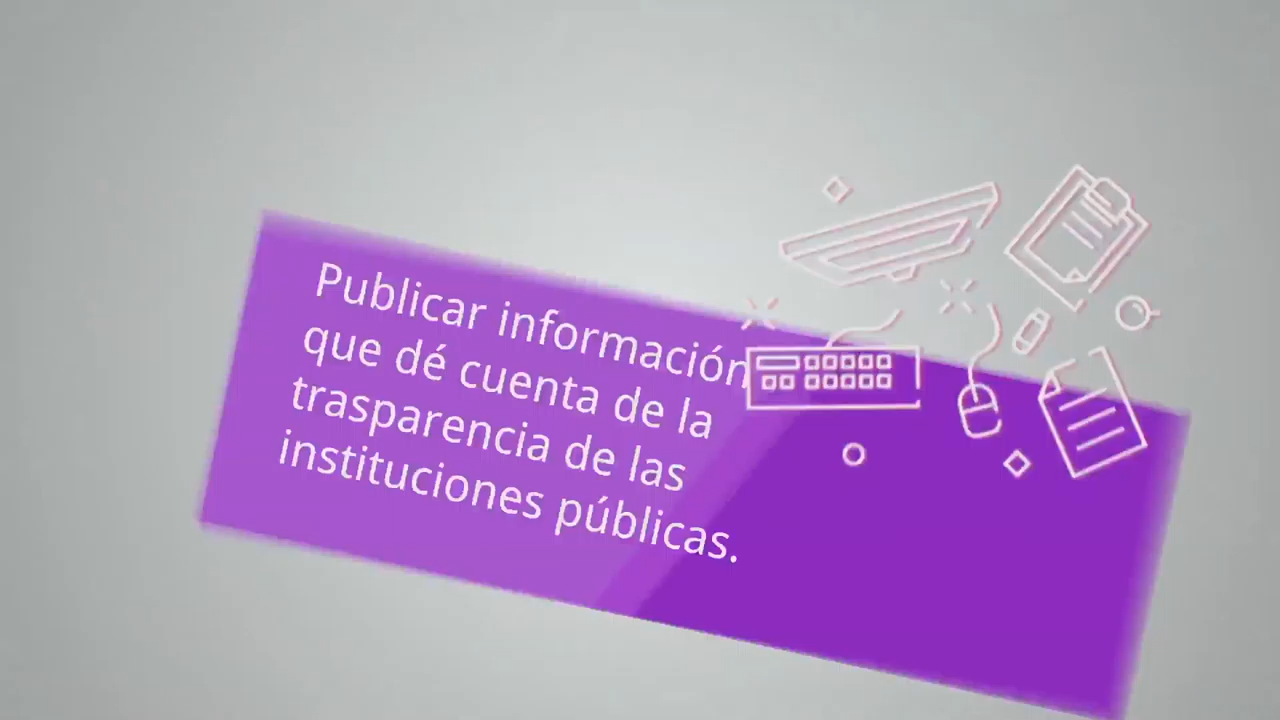 Publicar información
que dé cuenta de la
trasparencia de las
instituciones públicas.